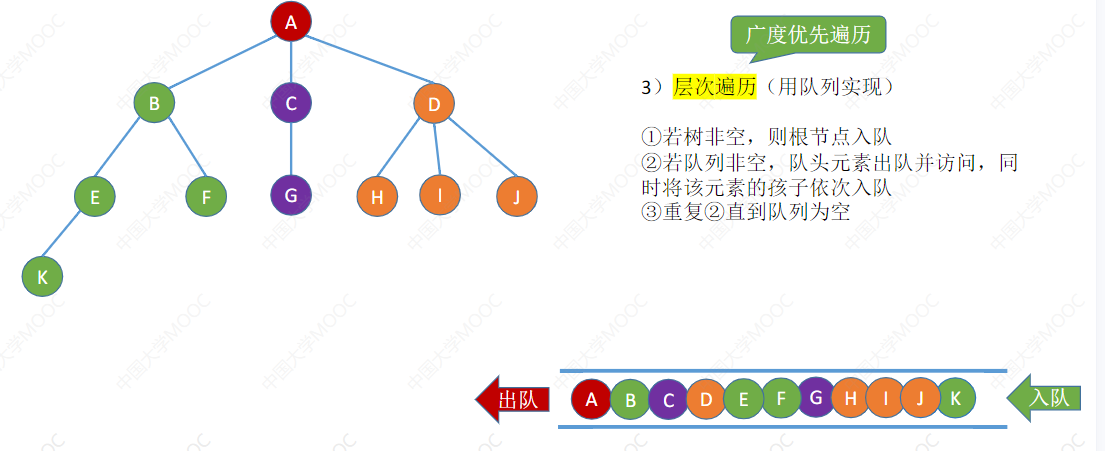 A
广度优先遍历
B
C
D
3）层次遍历（用队列实现）
①若树非空，则根节点入队
②若队列非空，队头元素出队并访问，同
时将该元素的孩子依次入队
③重复②直到队列为空
E
F
G
H
I
J
K
出队
A B C D E F G H I J K
入队
中国大学MOOC